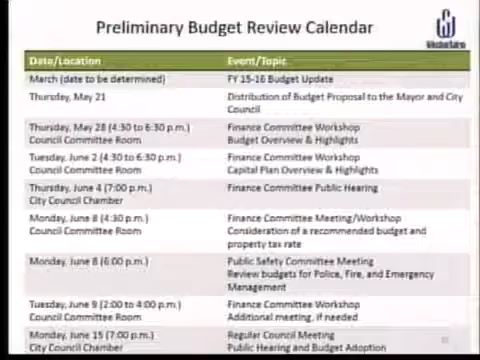 Preliminary Budget Review Calendar
Date/Location Event/Topic
March (date to be determined) FY 15-16 Budget Update
Thursday, May 21 Distribution of Budget Proposal to the Mayor and City
Council
Thursday, May 28 (4:30 to 6:30 p.m.) Finance Committee Workshop
Council Committee Room Budget Overview & Highlights
Tuesday, June 2 (4:30 to 6:30 p.m.) Finance Committee Workshop
Council Committee Room Capital Plan Overview & Highlights
Thursday, June 4 (7:00 p.m.) Finance Committee Public Hearing
City Council Chamber
Monday, June 8 (4:30 p.m.) Finance Committee Meeting/Workshop
Council Committee Room Consideration of a recommended budget and
property tax rate
Monday, June 8 (6:00 p.m.) Public Safety Committee Meeting
Review budgets for Police, Fire, and Emergency
Management
Tuesday, June 9 (2:00 to 4:00 p.m.) Finance Committee Workshop
Council Committee Room Additional meeting, if needed
Monday, June 15 (7:00 p.m.) Regular Council Meeting
City Council Chamber Public Hearing and Budget Adoption